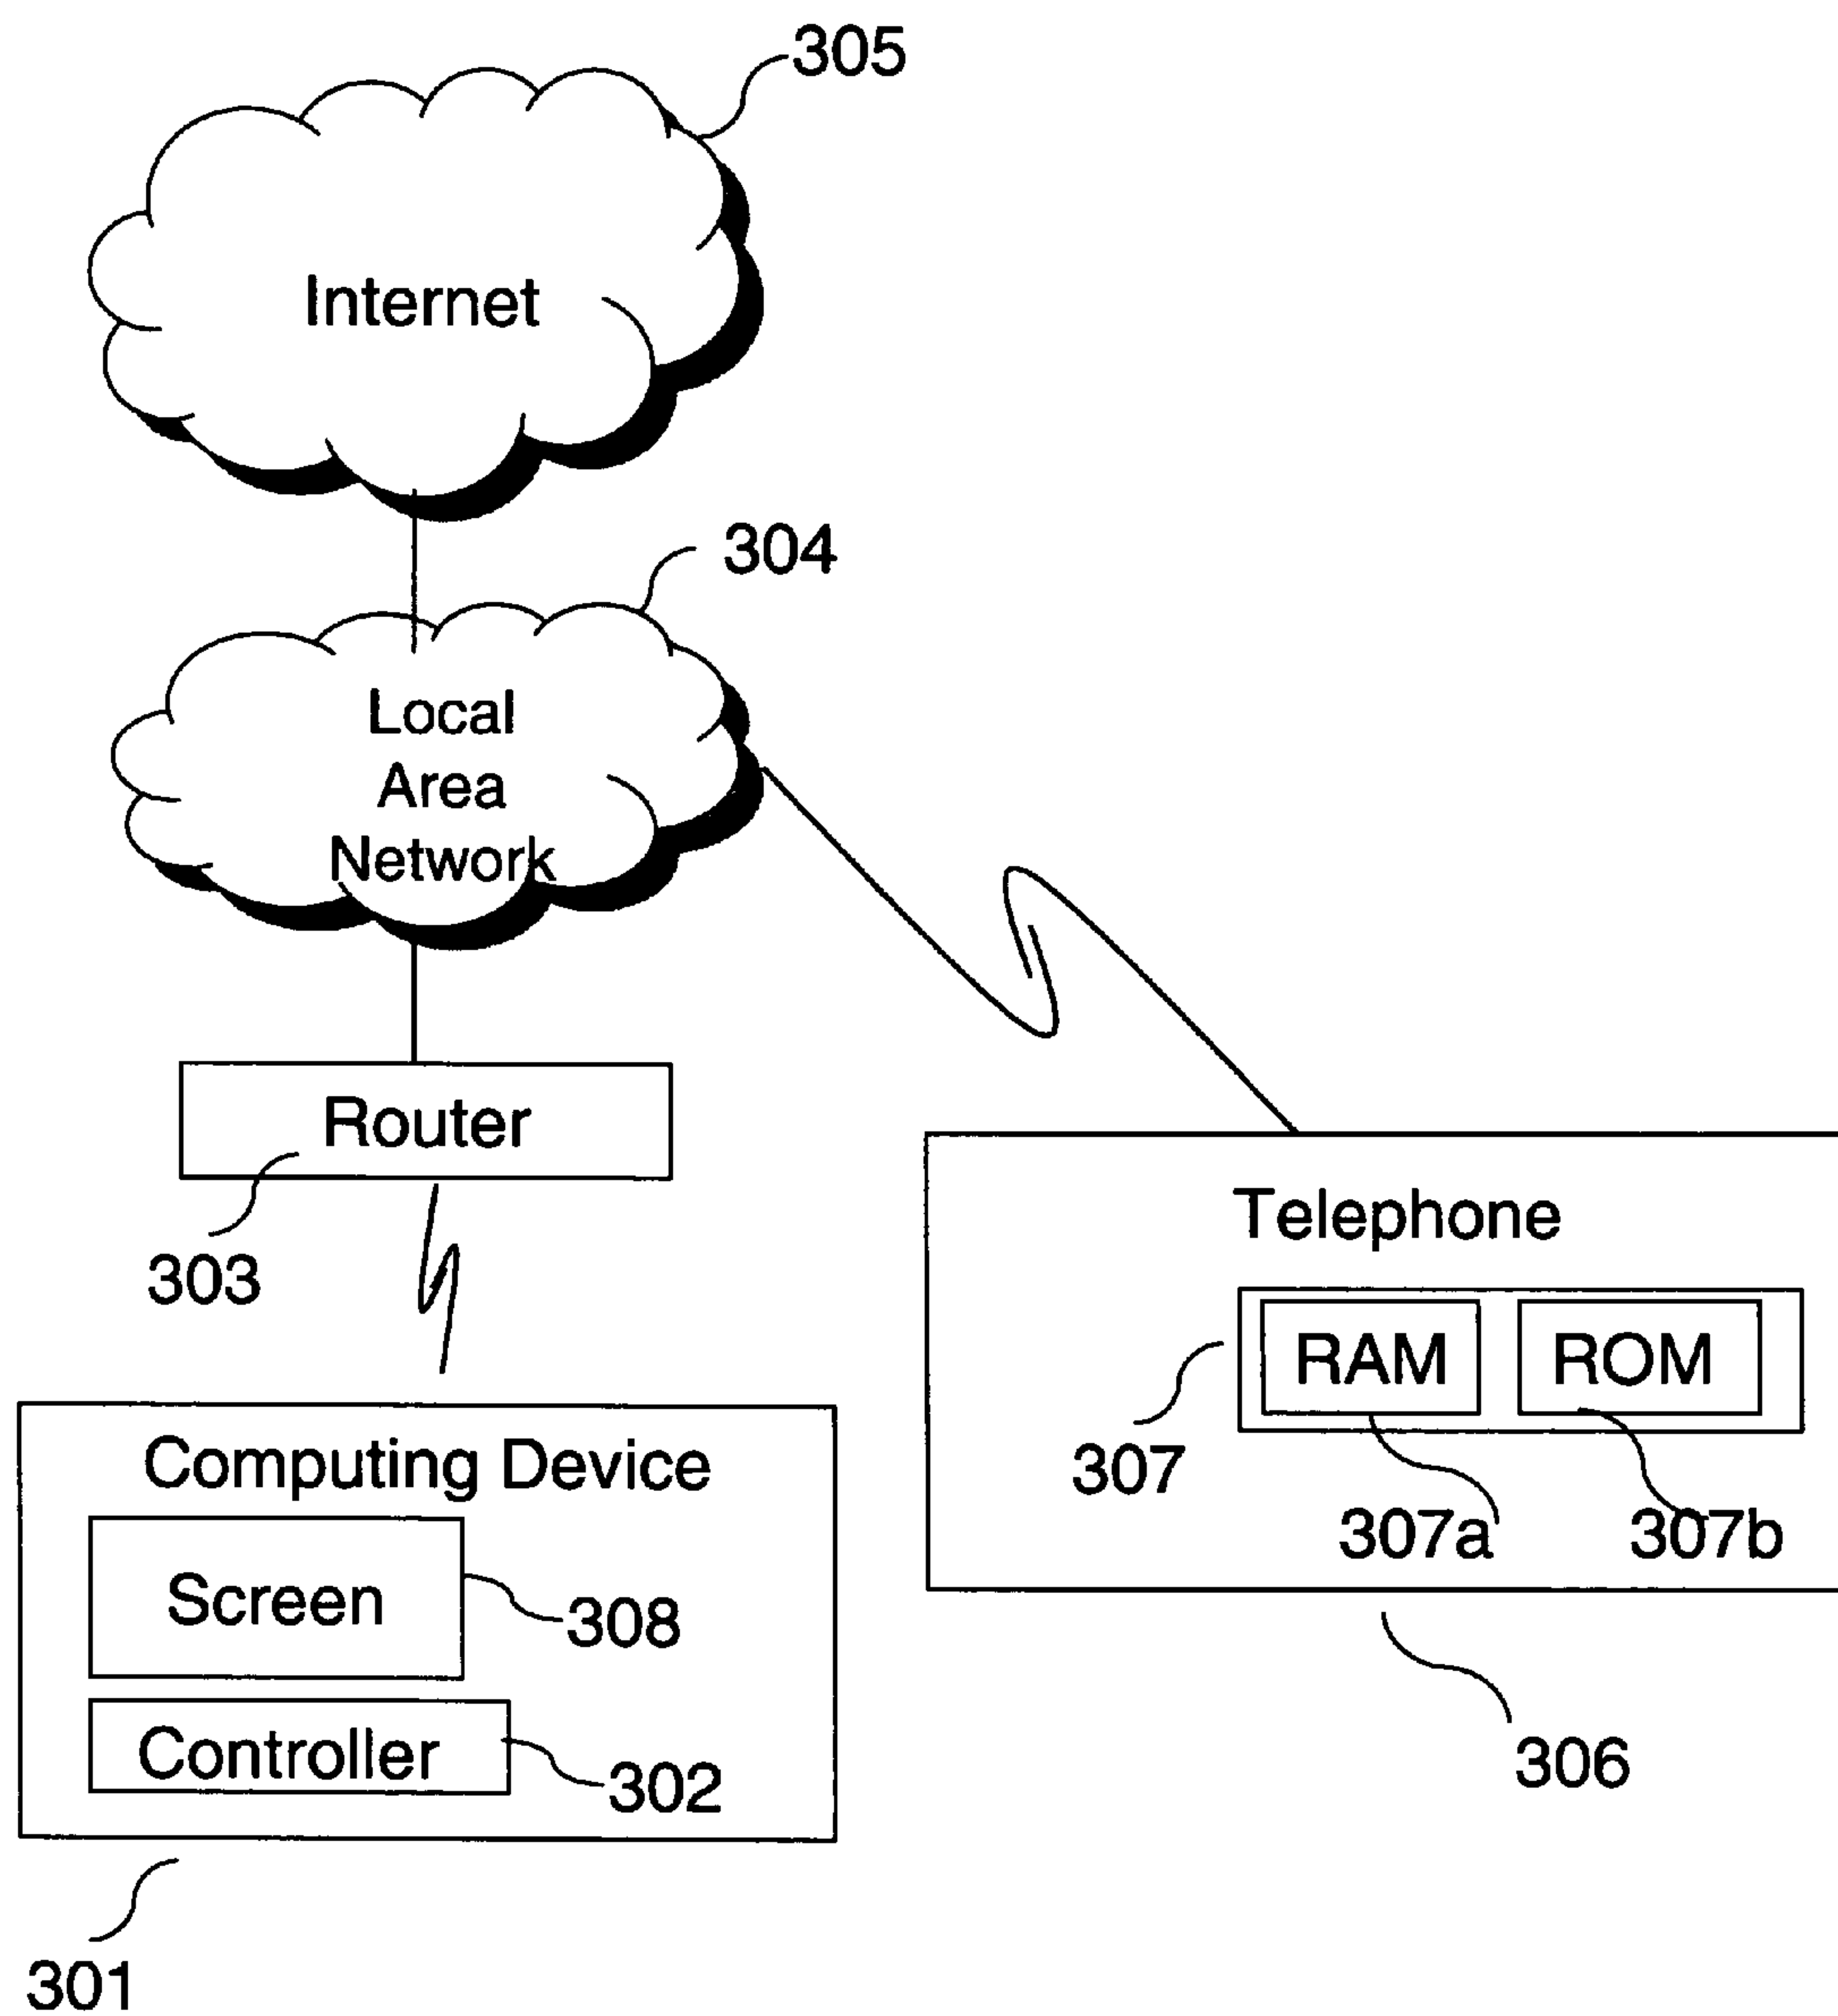 305
Internet
304
Local
Area
Network
Router
303
Telephone
RAM ROM
307
307a 307b
Computing Device
Screen
308
Controller
302
306
301